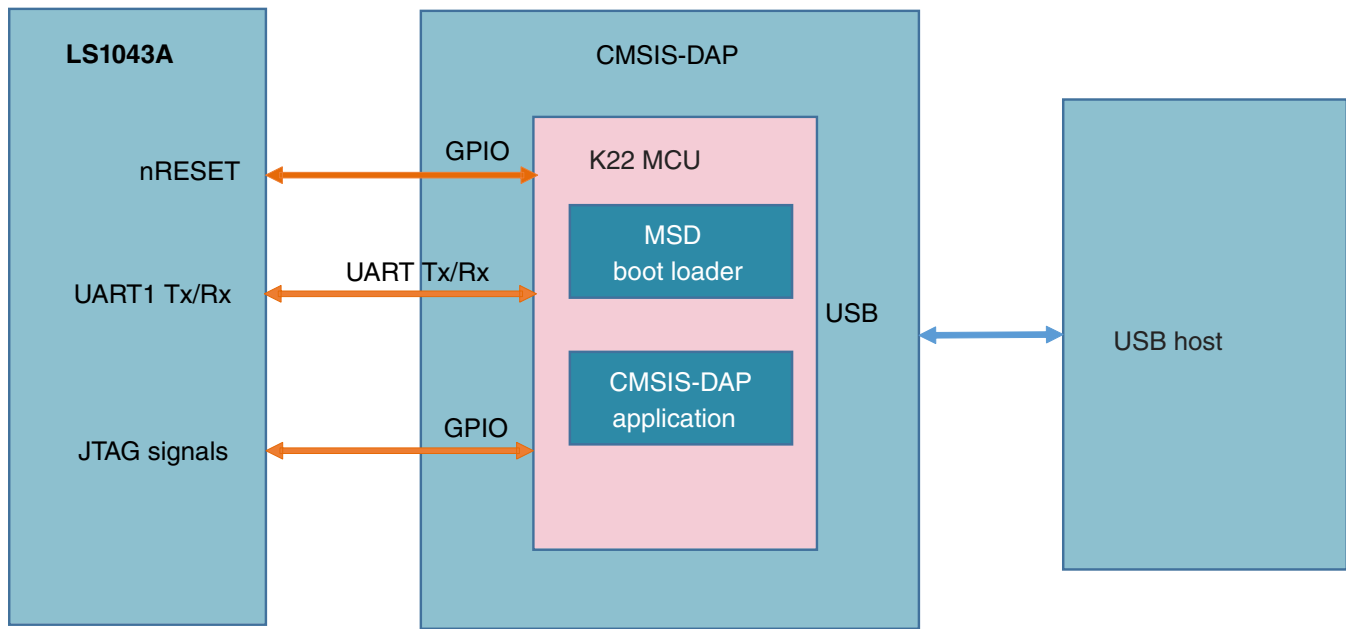 LS1043A
nRESET
UART1 Tx/Rx
JTAG signals
CMSIS-DAP
GPIO
UART Tx/Rx
GPIO
K22 MCU
MSD
boot loader
CMSIS-DAP
application
USB
USB host